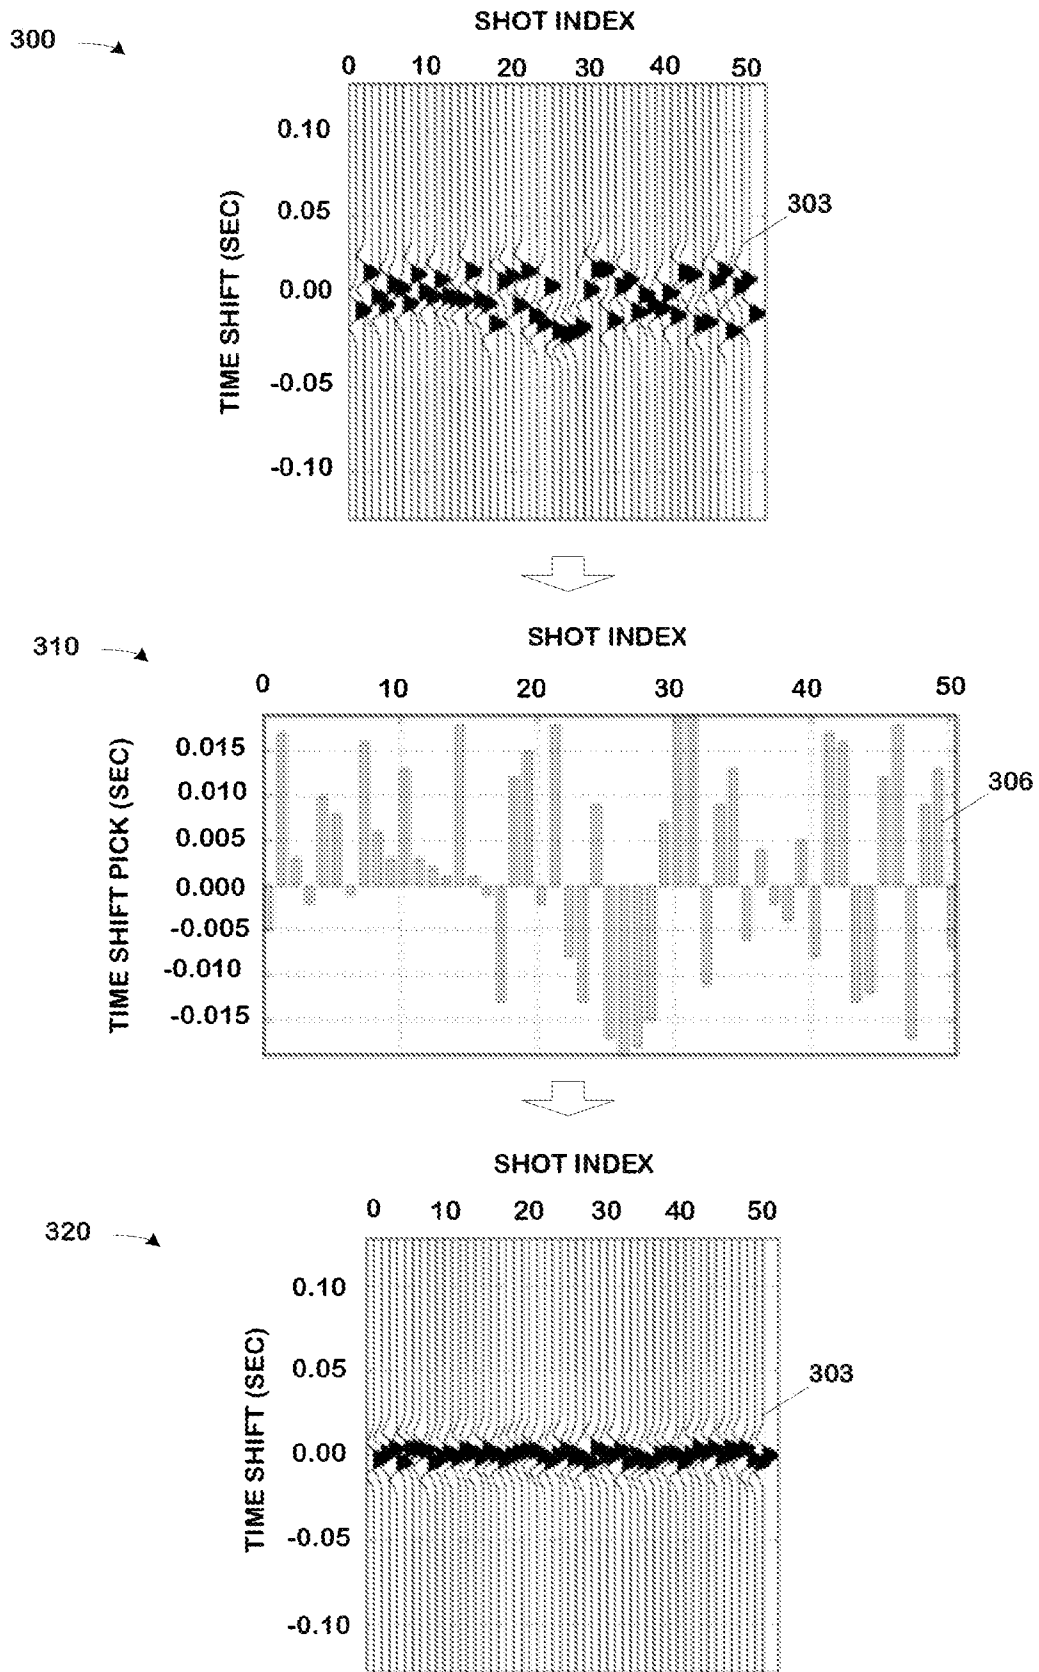 SHOT INDEX
300
0 10 20 30 40 50
0.10
0.05
303
TIME SHIFT (SEC)
0.00
-0.05
-0.10
SHOT INDEX
310
0 10 20 30 40 50
0.015
0.010
306
0.005
TIME SHIFT PICK (SEC)
0.000
-0.005
-0.010
-0.015
SHOT INDEX
320
0 10 20 30 40 50
0.10
0.05
303
TIME SHIFT (SEC)
0.00
-0.05
-0.10